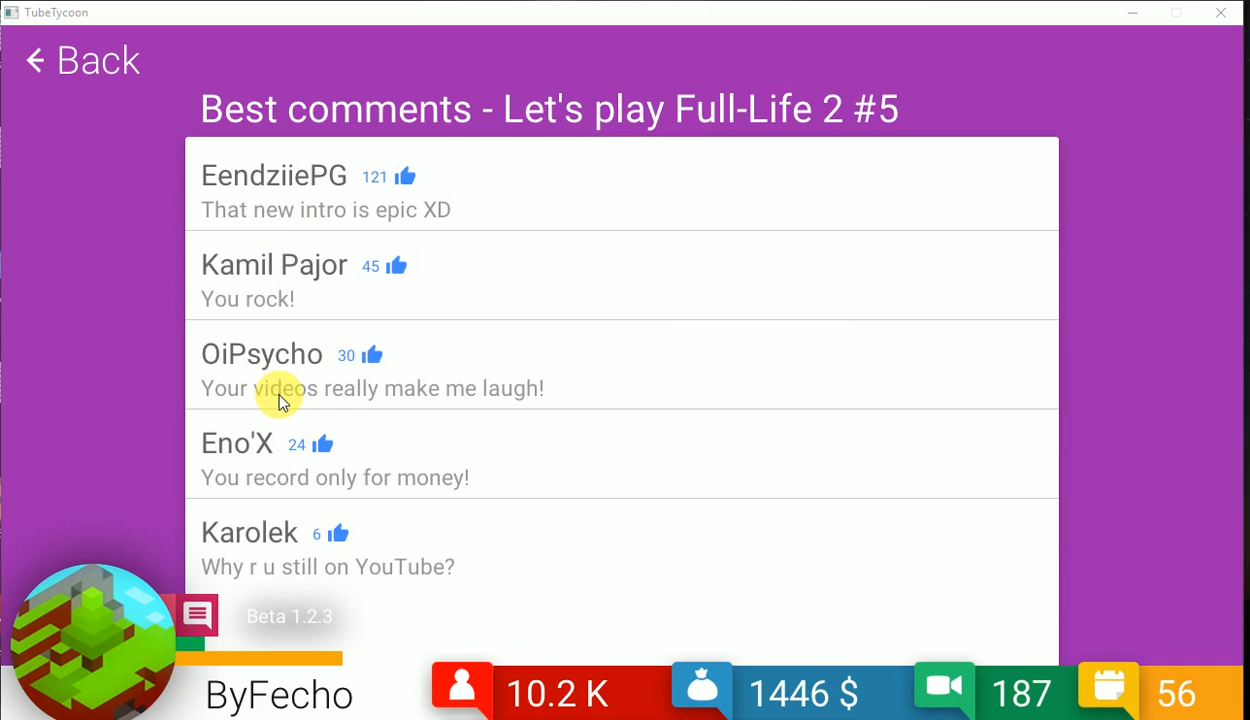 TubeTycoon
Back
Best comments - Let's play Full-Life 2 #5
EendziiePG 121
That new intro is epic XD
Kamil Pajor 45
You rock!
OiPsycho 30
Your videos really make me laugh!
Eno'X 24
You record only for money!
Karolek 6
Why r u still on YouTube?
Beta 1.2.3
ByFecho 10.2 K 1446 $ 187 56